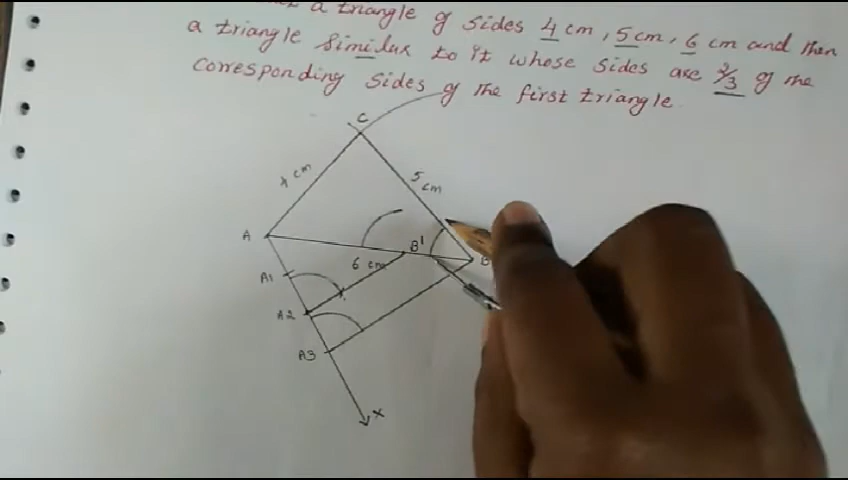 a triangle of sides 4 cm, 5 cm, 6 cm and then
a triangle similar to it whose sides are 2/3 of the
corresponding sides of the first triangle
C
4 cm
5 cm
A
B'
6 cm
A1
A2
A3
X